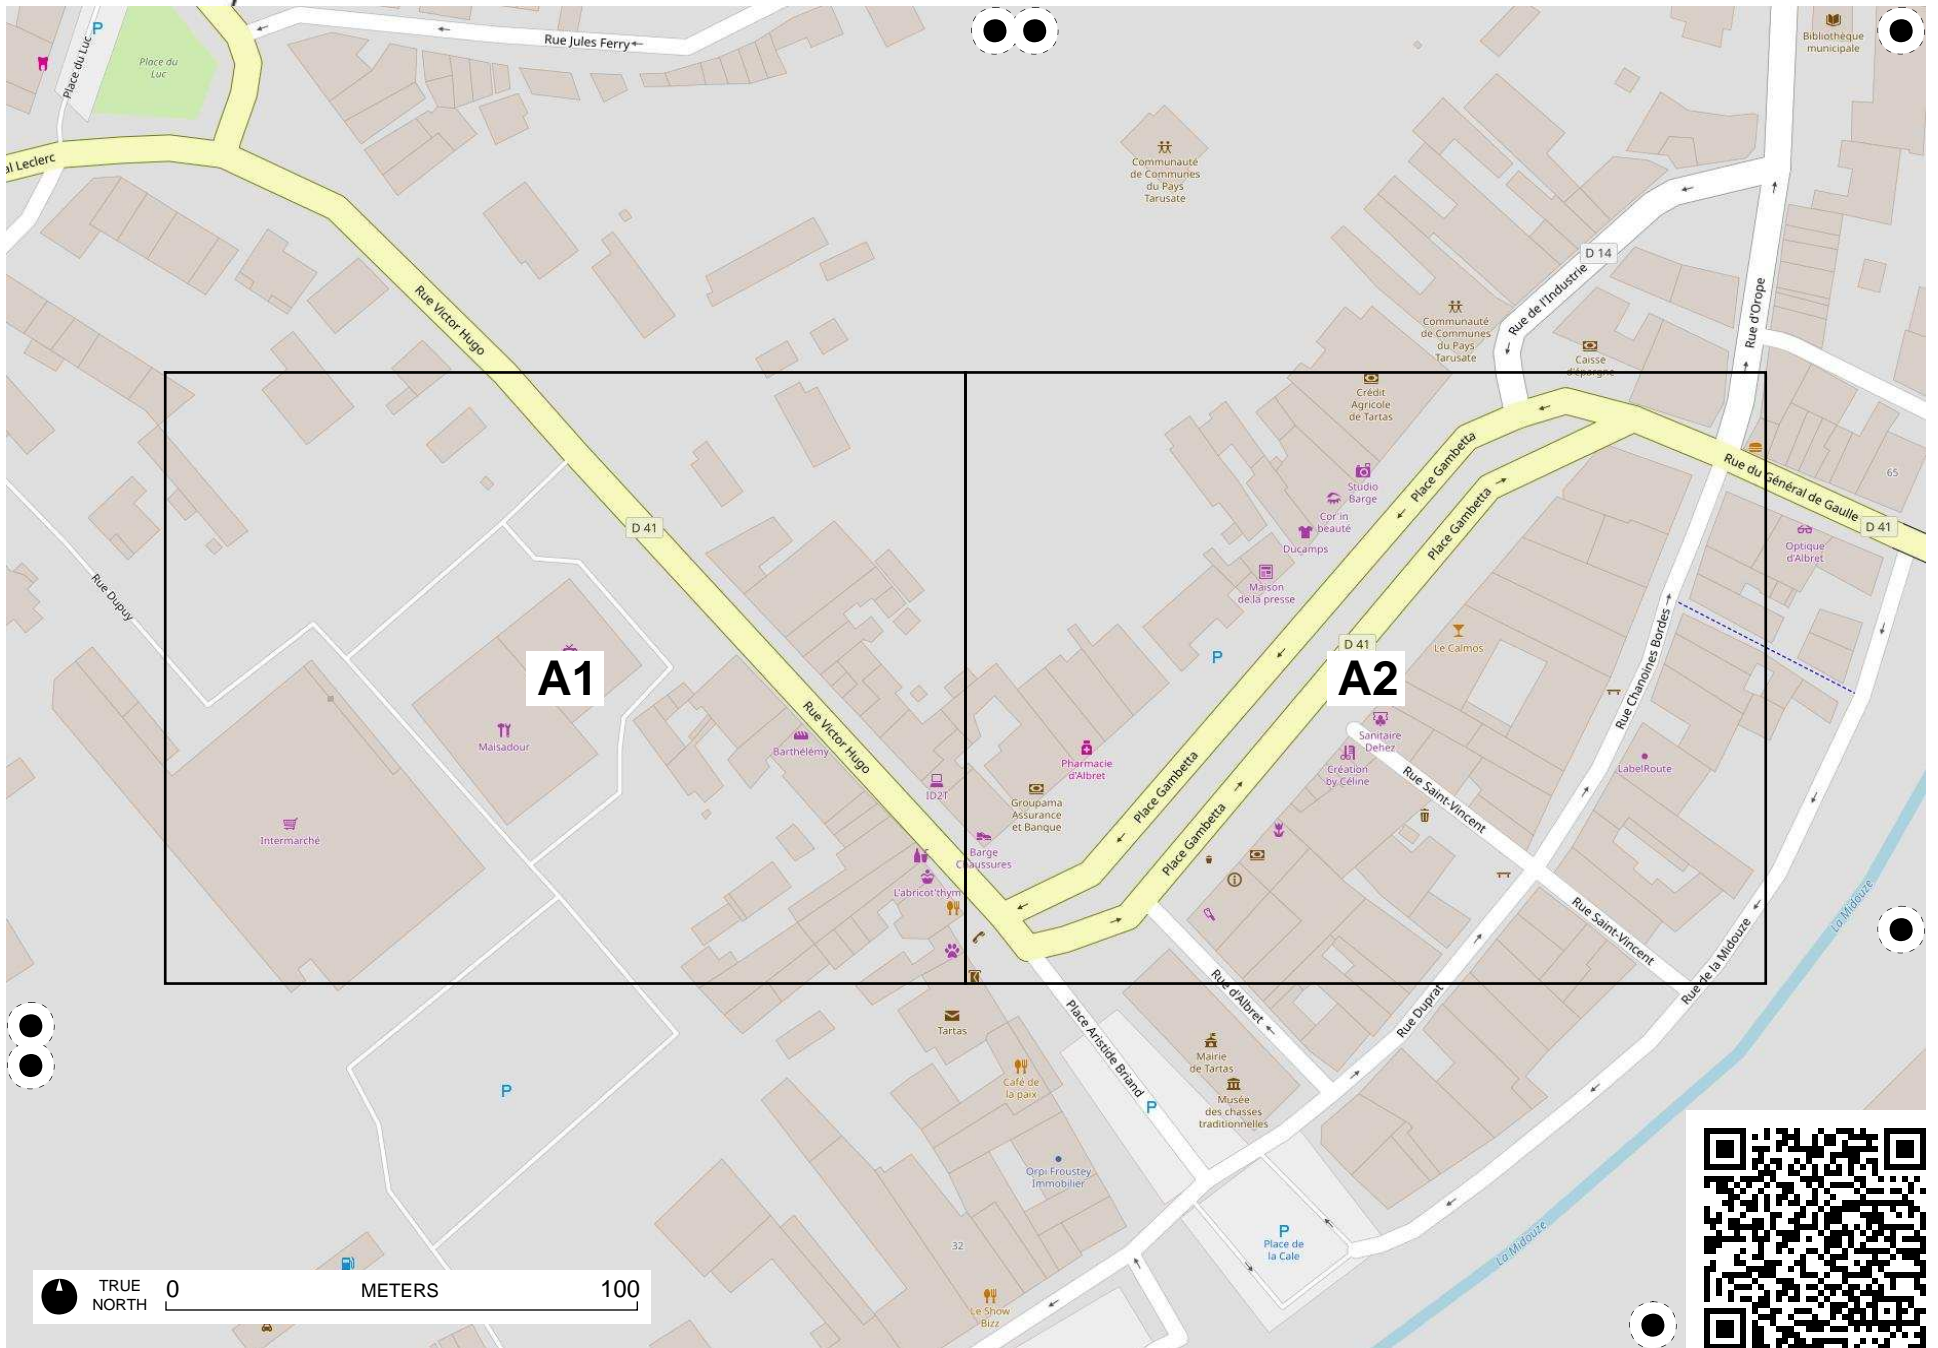 Rue Jules Ferry
Bibliothèque
municipale
Place du Luc
Place du
Luc
al Leclerc
Communauté
de Communes
du Pays
Tarusate
D 14
Rue de l'Industrie
Rue d'Orope
Rue Victor Hugo
Communauté
de Communes
du Pays
Tarusate
Caisse
d'épargne
Crédit
Agricole
de Tartas
Place Gambetta
Studio
Barge
Cor'in
beauté
Ducamps
Place Gambetta
Rue du Général de Gaulle
65
D 41
D 41
Optique
d'Albret
Maison
de la presse
Rue Dupuy
P
D 41
Le Calmos
Rue Chanoines Bordes
A1
A2
Maisadour
Rue Victor Hugo
Barthélémy
Sanitaire
Dehez
Création
by Céline
LabelRoute
Pharmacie
d'Albret
ID2T
Groupama
Assurance
et Banque
Place Gambetta
Place Gambetta
Rue Saint-Vincent
Intermarché
Barge
Chaussures
L'abricot'thym
Rue Saint-Vincent
La Midouze
Rue de la Midouze
Rue d'Albret
Rue Duprat
Tartas
Place Aristide Briand
Mairie
de Tartas
Café de
la paix
Musée
des chasses
traditionnelles
P
P
P
Orpi Froustey
Immobilier
32
P
Place de
la Cale
La Midouze
Le Show
Bizz
TRUE
NORTH
0 METERS 100